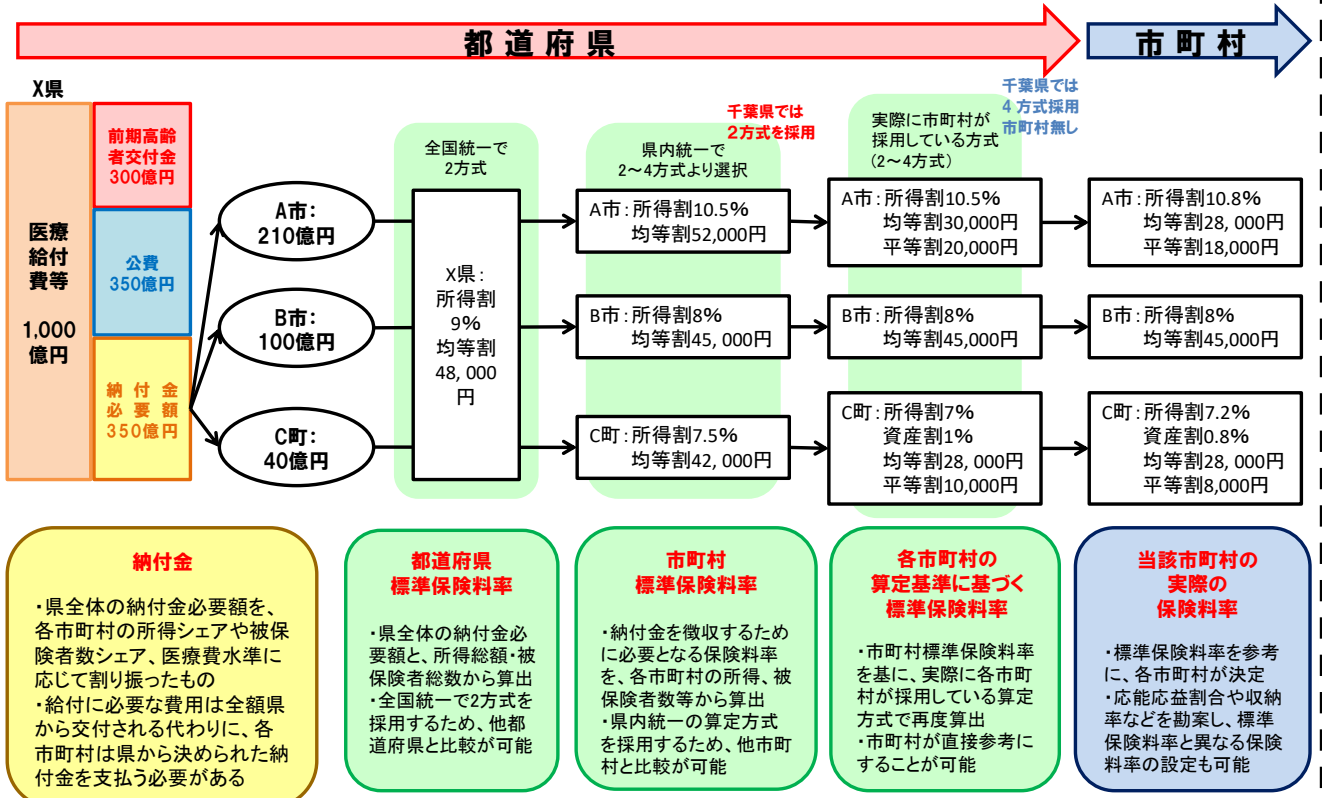 都道府県
市町村
X県
医療
給付
費等
1,000
億円
前期高齢
者交付金
300億円
公費
350億円
納付金
必要額
350億円
A市：
210億円
B市：
100億円
C町：
40億円
全国統一で
2方式
X県：
所得割
9%
均等割
48,000
円
千葉県では
2方式を採用
県内統一で
2～4方式より選択
A市：所得割10.5%
均等割52,000円
B市：所得割8%
均等割45,000円
C町：所得割7.5%
均等割42,000円
千葉県では
4方式採用
市町村無し
実際に市町村が
採用している方式
(2～4方式)
A市：所得割10.5%
均等割30,000円
平等割20,000円
B市：所得割8%
均等割45,000円
C町：所得割7%
資産割1%
均等割28,000円
平等割10,000円
A市：所得割10.8%
均等割28,000円
平等割18,000円
B市：所得割8%
均等割45,000円
C町：所得割7.2%
資産割0.8%
均等割28,000円
平等割8,000円
納付金
・県全体の納付金必要額を、
各市町村の所得シェアや被保
険者数シェア、医療費水準に
応じて割り振ったもの
・給付に必要な費用は全額県
から交付される代わりに、各
市町村は県から決められた納
付金を支払う必要がある
都道府県
標準保険料率
・県全体の納付金必
要額と、所得総額・被
保険者総数から算出
・全国統一で2方式を
採用するため、他都
道府県と比較が可能
市町村
標準保険料率
・納付金を徴収するため
に必要となる保険料率
を、各市町村の所得、被
保険者数等から算出
・県内統一の算定方式
を採用するため、他市町
村と比較が可能
各市町村の
算定基準に基づく
標準保険料率
・市町村標準保険料率
を基に、実際に各市町
村が採用している算定
方式で再度算出
・市町村が直接参考に
することが可能
当該市町村の
実際の
保険料率
・標準保険料率を参考
に、各市町村が決定
・応能応益割合や収納
率などを勘案し、標準
保険料率と異なる保険
料率の設定も可能